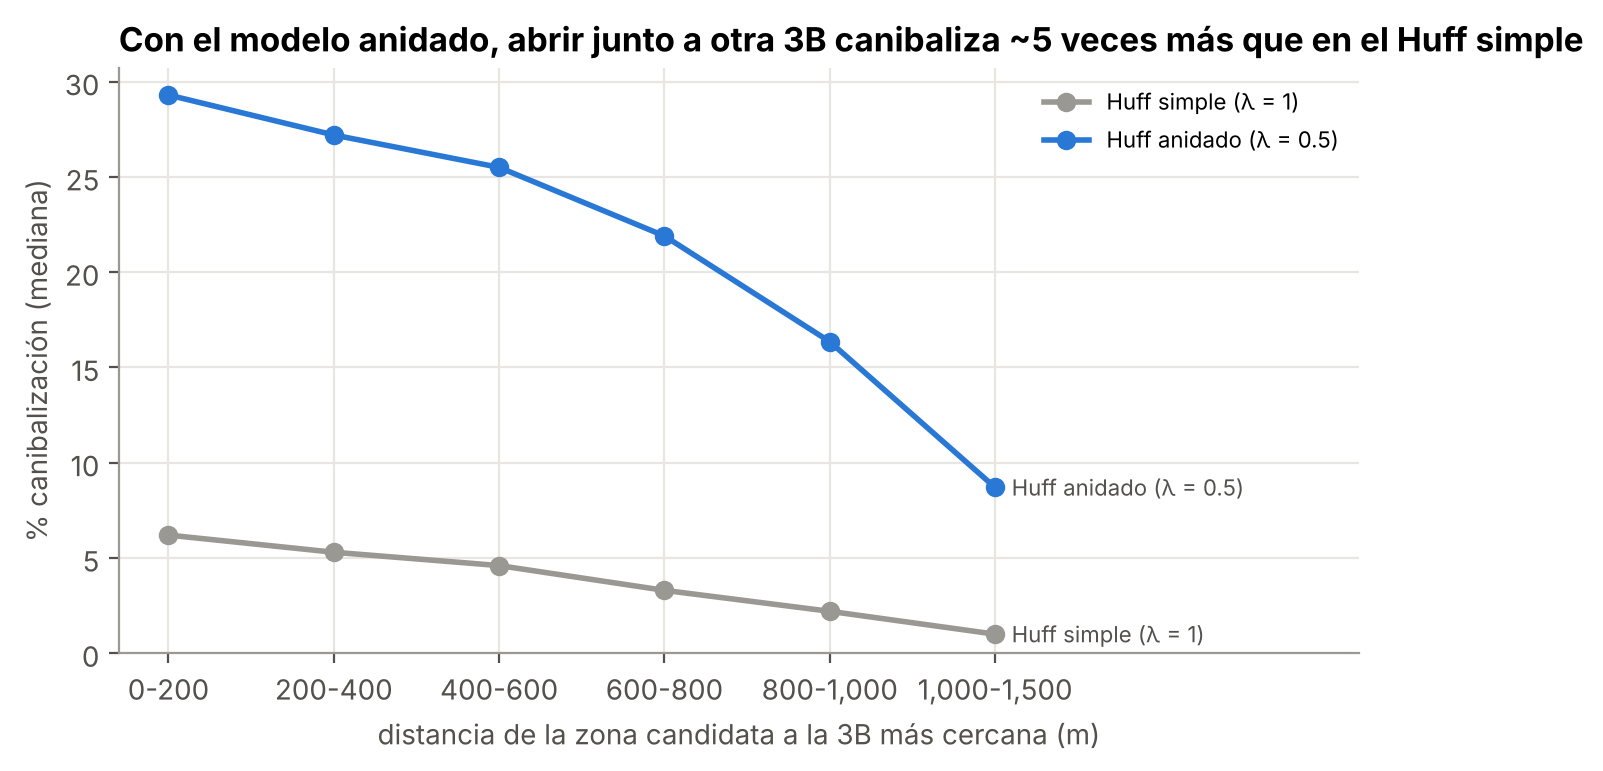 Con el modelo anidado, abrir junto a otra 3B canibaliza ~5 veces más que en el Huff simple
30
25
20
15
10
5
0
% canibalización (mediana)
Huff simple (λ = 1)
Huff anidado (λ = 0.5)
Huff anidado (λ = 0.5)
Huff simple (λ = 1)
0-200 200-400 400-600 600-800 800-1,000 1,000-1,500
distancia de la zona candidata a la 3B más cercana (m)